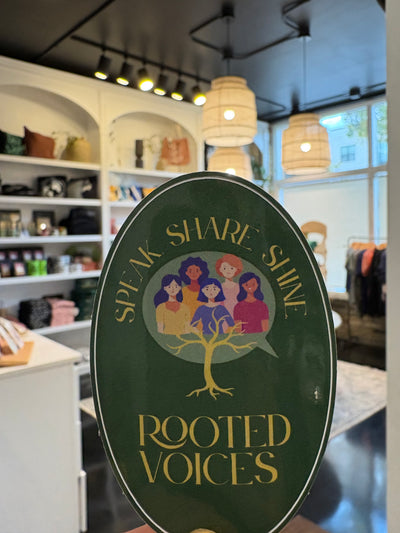 SPEAK SHARE SHINE
ROOTED
VOICES